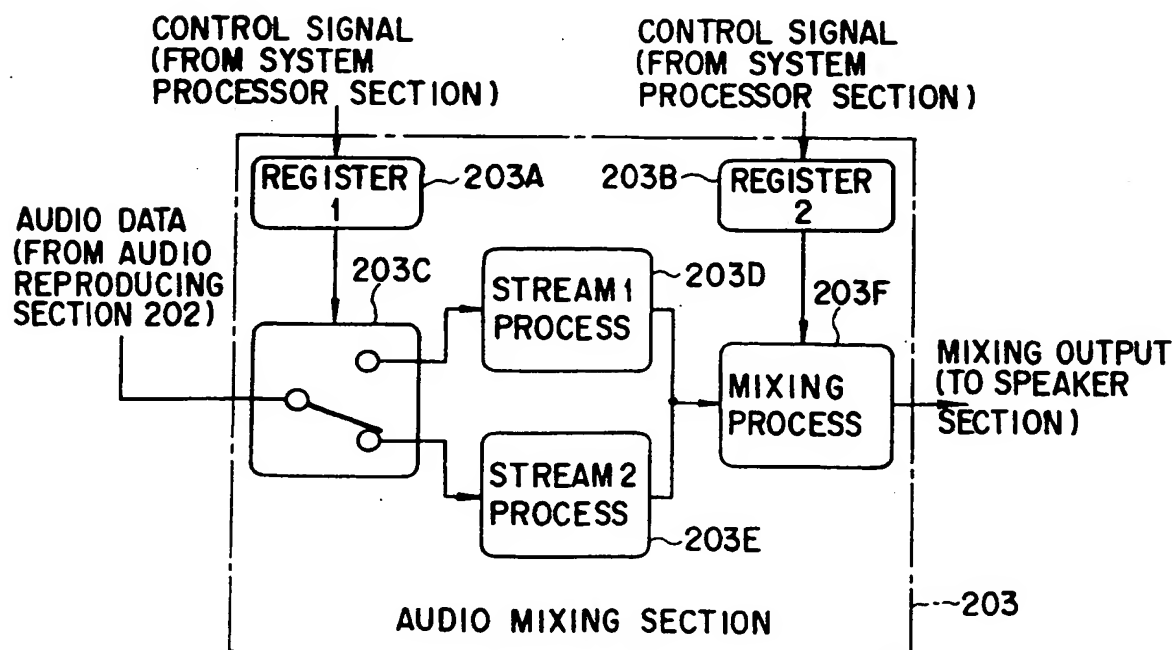 CONTROL SIGNAL
(FROM SYSTEM
PROCESSOR SECTION)
CONTROL SIGNAL
(FROM SYSTEM
PROCESSOR SECTION)
REGISTER
1
203A
203B
REGISTER
2
AUDIO DATA
(FROM AUDIO
REPRODUCING
SECTION 202)
203C
STREAM 1
PROCESS
203D
203F
MIXING
PROCESS
MIXING OUTPUT
(TO SPEAKER
SECTION)
STREAM 2
PROCESS
203E
AUDIO MIXING SECTION
203